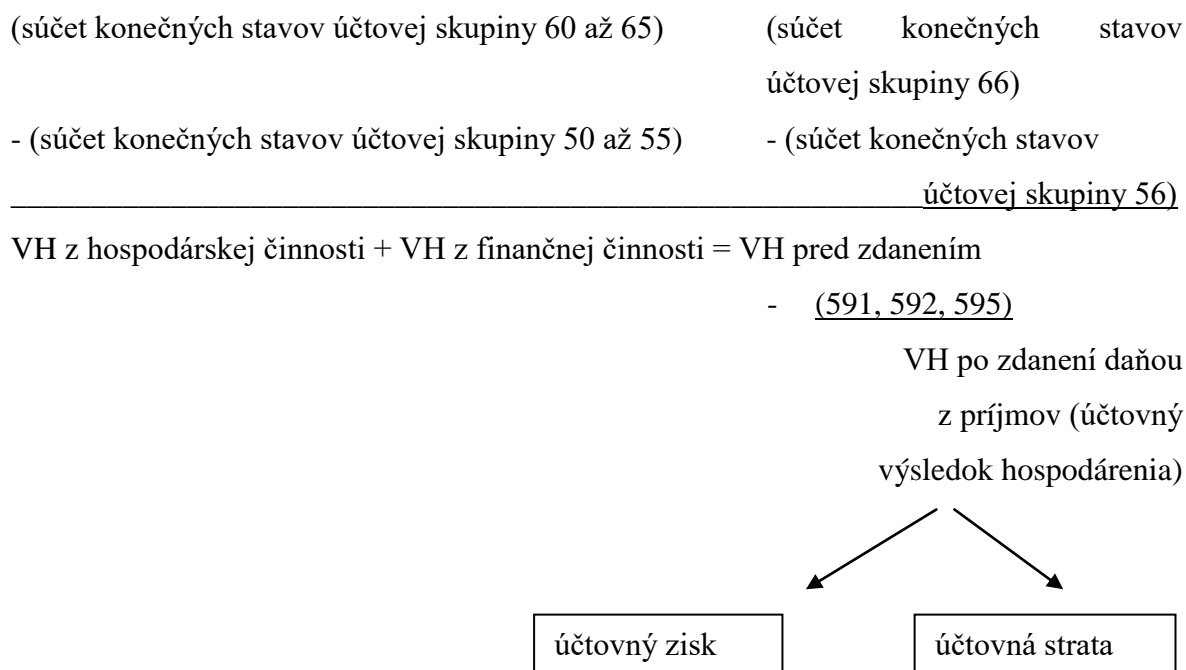 (súčet konečných stavov účtovej skupiny 60 až 65) (súčet konečných stavov
účtovej skupiny 66)
- (súčet konečných stavov účtovej skupiny 50 až 55) - (súčet konečných stavov
účtovej skupiny 56)
VH z hospodárskej činnosti + VH z finančnej činnosti = VH pred zdanením
- (591, 592, 595)
VH po zdanení daňou
z príjmov (účtovný
výsledok hospodárenia)
účtovný zisk účtovná strata